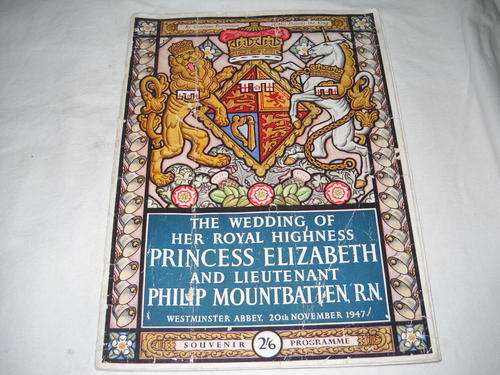 THE WEDDING OF
HER ROYAL HIGHNESS
PRINCESS ELIZABETH
AND LIEUTENANT
PHILIP MOUNTBATTEN, R.N.
WESTMINSTER ABBEY, 20th NOVEMBER 1947
SOUVENIR 2/6 PROGRAMME